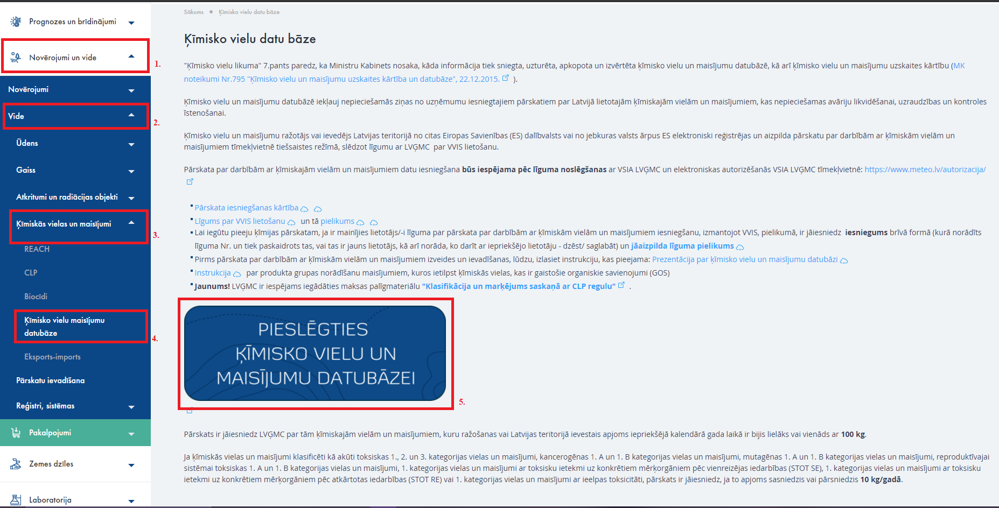 Prognozes un brīdinājumi
Novērojumi un vide
1.
Novērojumi
Vide
2.
Ūdens
Gaiss
Atkritumi un radiācijas objekti
Ķīmiskās vielas un maisījumi
3.
REACH
CLP
Biocīdi
Ķīmisko vielu maisījumu
datubāze
4.
Eksports-imports
Pārskatu ievadīšana
Reģistri, sistēmas
Pakalpojumi
Zemes dzīles
Laboratorija
Sākums • Ķīmisko vielu datu bāze
Ķīmisko vielu datu bāze
"Ķīmisko vielu likuma" 7.pants paredz, ka Ministru Kabinets nosaka, kāda informācija tiek sniegta, uzturēta, apkopota un izvērtēta ķīmisko vielu un maisījumu datubāzē, kā arī ķīmisko vielu un maisījumu uzskaites kārtību (MK
noteikumi Nr.795 "Ķīmisko vielu un maisījumu uzskaites kārtība un datubāze", 22.12.2015. ).
Ķīmisko vielu un maisījumu datubāzē iekļauj nepieciešamās ziņas no uzņēmumu iesniegtajiem pārskatiem par Latvijā lietotajām ķīmiskajām vielām un maisījumiem, kas nepieciešamas avāriju likvidēšanai, uzraudzības un kontroles
īstenošanai.
Ķīmisko vielu un maisījumu ražotājs vai ievedējs Latvijas teritorijā no citas Eiropas Savienības (ES) dalībvalsts vai no jebkuras valsts ārpus ES elektroniski reģistrējas un aizpilda pārskatu par darbībām ar ķīmiskām vielām un
maisījumiem tīmekļvietnē tiešsaistes režīmā, slēdzot līgumu ar LVGMC par VVIS lietošanu.
Pārskata par darbībām ar ķīmiskajām vielām un maisījumiem datu iesniegšana būs iespējama pēc līguma noslēgšanas ar VSIA LVĢMC un elektroniskas autorizēšanās VSIA LVĢMC tīmekļvietnē: https://www.meteo.lv/autorizacija/
▪ Pārskata iesniegšanas kārtība
▪ Līgums par VVIS lietošanu un tā pielikums
▪ Lai iegūtu pieeju ķīmijas pārskatam, ja ir mainījies lietotājs/-i līguma par pārskata par darbībām ar ķīmiskām vielām un maisījumiem iesniegšanu, izmantojot VVIS, pielikumā, ir jāiesniedz iesniegums brīvā formā (kurā norādīts
līguma Nr. un tiek paskaidrots tas, vai tas ir jauns lietotājs, kā arī norāda, ko darīt ar iepriekšējo lietotāju - dzēst/ saglabāt) un jāaizpilda līguma pielikums
▪ Pirms pārskata par darbībām ar ķīmiskām vielām un maisījumiem izveides un ievadīšanas, lūdzu, izlasiet instrukciju, kas pieejama: Prezentācija par ķīmisko vielu un maisījumu datubāzi
▪ Instrukcija par produkta grupas norādīšanu maisījumiem, kuros ietilpst ķīmiskās vielas, kas ir gaistošie organiskie savienojumi (GOS)
▪ Jaunums! LVĢMC ir iespējams iegādāties maksas palīgmateriālu "Klasifikācija un marķējums saskaņā ar CLP regulu" .
PIESLĒGTIES
ĶĪMISKO VIELU UN
MAISĪJUMU DATUBĀZEI
5.
Pārskats ir jāiesniedz LVĢMC par tām ķīmiskajām vielām un maisījumiem, kuru ražošanas vai Latvijas teritorijā ievestais apjoms iepriekšējā kalendārā gada laikā ir bijis lielāks vai vienāds ar 100 kg.
Ja ķīmiskās vielas un maisījumi klasificēti kā akūti toksiskas 1., 2. un 3. kategorijas vielas un maisījumi, kancerogēnas 1. A un 1. B kategorijas vielas un maisījumi, mutagēnas 1. A un 1. B kategorijas vielas un maisījumi, reproduktīvajai
sistēmai toksiskas 1. A un 1. B kategorijas vielas un maisījumi, 1. kategorijas vielas un maisījumi ar toksisku ietekmi uz konkrētiem mērķorgāniem pēc vienreizējas iedarbības (STOT SE), 1. kategorijas vielas un maisījumi ar toksisku
ietekmi uz konkrētiem mērķorgāniem pēc atkārtotas iedarbības (STOT RE) vai 1. kategorijas vielas un maisījumi ar ieelpas toksicitāti, pārskats ir jāiesniedz, ja to apjoms sasniedzis vai pārsniedzis 10 kg/gadā.